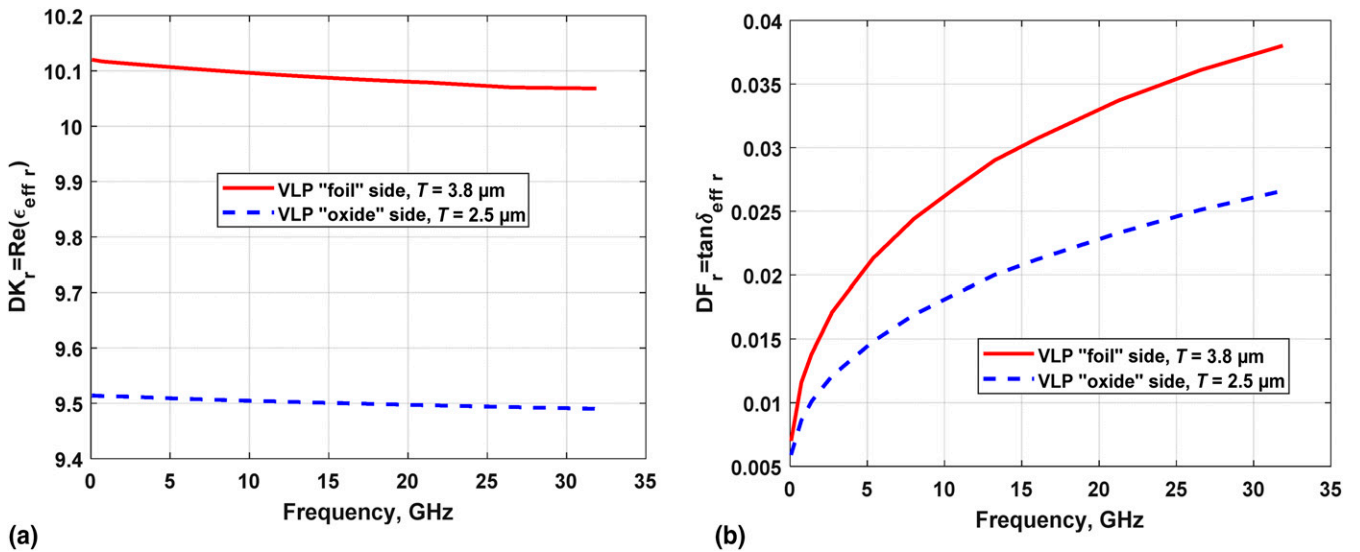 10.2
10.1
10
9.9
9.8
9.7
9.6
9.5
9.4
DKr=Re(ϵeff r)
VLP "foil" side, T = 3.8 µm
VLP "oxide" side, T = 2.5 µm
0 5 10 15 20 25 30 35
Frequency, GHz
(a)
0.04
0.035
0.03
0.025
0.02
0.015
0.01
0.005
DFr=tanδeff r
VLP "foil" side, T = 3.8 µm
VLP "oxide" side, T = 2.5 µm
0 5 10 15 20 25 30 35
Frequency, GHz
(b)